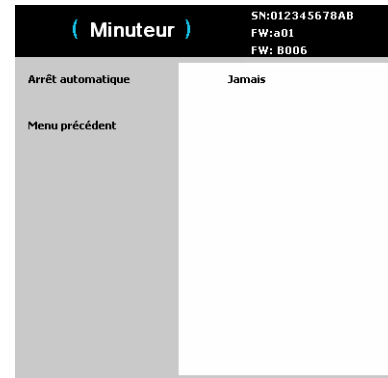 ( Minuteur )
SN:012345678AB
FW:a01
FW: B006
Arrêt automatique
Jamais
Menu précédent